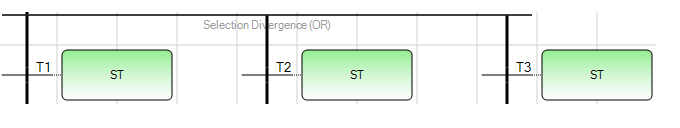 Selection Divergence (OR)
T1 ST T2 ST T3 ST